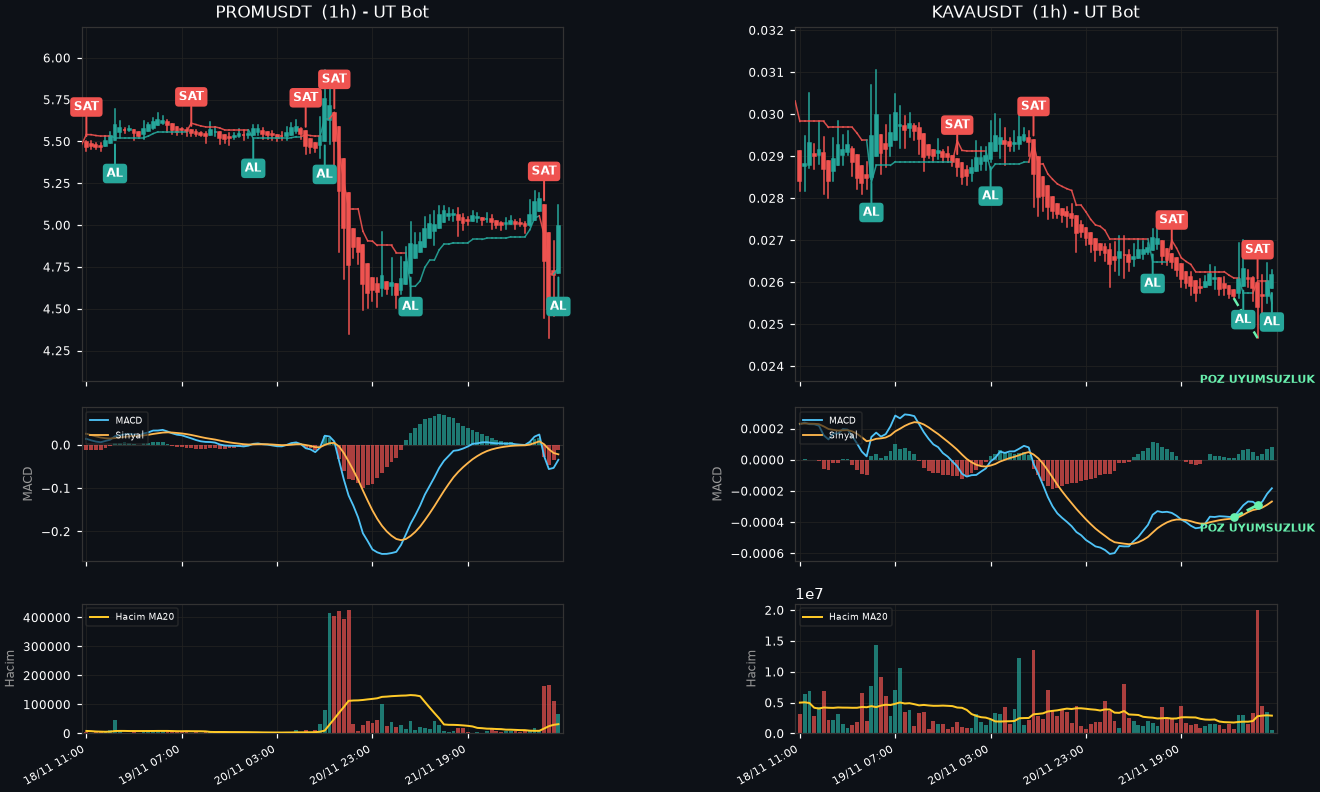 PROMUSDT  (1h) - UT Bot
6.00
5.75
5.50
5.25
5.00
4.75
4.50
4.25
SAT
SAT
SAT
SAT
SAT
AL
AL
AL
AL
AL
MACD
Sinyal
MACD
0.0
−0.1
−0.2
Hacim MA20
Hacim
400000
300000
200000
100000
0
18/11 11:00
19/11 07:00
20/11 03:00
20/11 23:00
21/11 19:00
KAVAUSDT  (1h) - UT Bot
0.032
0.031
0.030
0.029
0.028
0.027
0.026
0.025
0.024
SAT
SAT
SAT
SAT
AL
AL
AL
AL
AL
POZ UYUMSUZLUK
MACD
Sinyal
MACD
0.0002
0.0000
−0.0002
−0.0004
−0.0006
POZ UYUMSUZLUK
1e7
Hacim MA20
Hacim
2.0
1.5
1.0
0.5
0.0
18/11 11:00
19/11 07:00
20/11 03:00
20/11 23:00
21/11 19:00